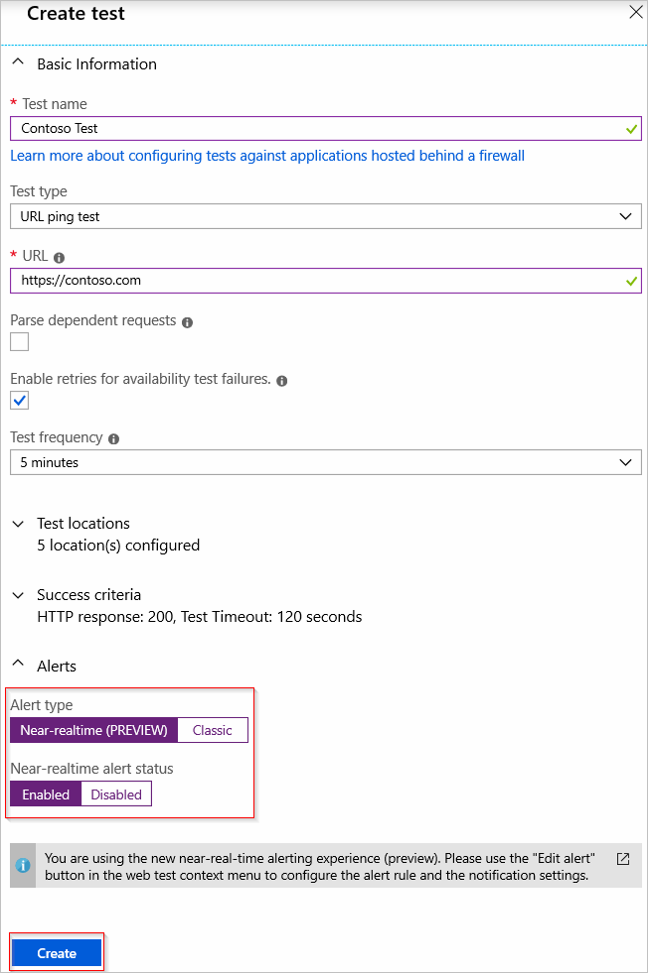 Create test
Basic Information
* Test name
Contoso Test
Learn more about configuring tests against applications hosted behind a firewall
Test type
URL ping test
* URL
https://contoso.com
Parse dependent requests
Enable retries for availability test failures.
Test frequency
5 minutes
Test locations
5 location(s) configured
Success criteria
HTTP response: 200, Test Timeout: 120 seconds
Alerts
Alert type
Near-realtime (PREVIEW) Classic
Near-realtime alert status
Enabled Disabled
You are using the new near-real-time alerting experience (preview). Please use the "Edit alert"
button in the web test context menu to configure the alert rule and the notification settings.
Create